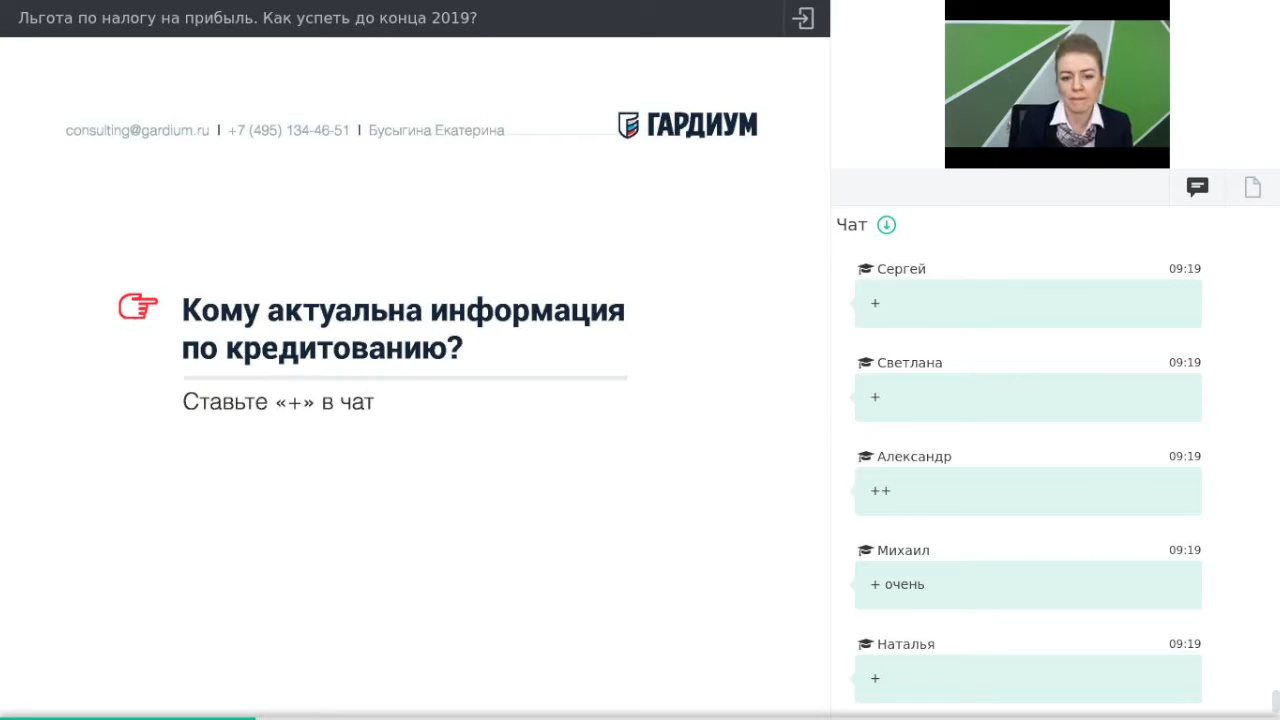 Льгота по налогу на прибыль. Как успеть до конца 2019?
consulting@gardium.ru | +7 (495) 134-46-51 | Бусыгина Екатерина
ГАРДИУМ
Кому актуальна информация
по кредитованию?
Ставьте «+» в чат
Чат
Сергей 09:19
+
Светлана 09:19
+
Александр 09:19
++
Михаил 09:19
+ очень
Наталья 09:19
+